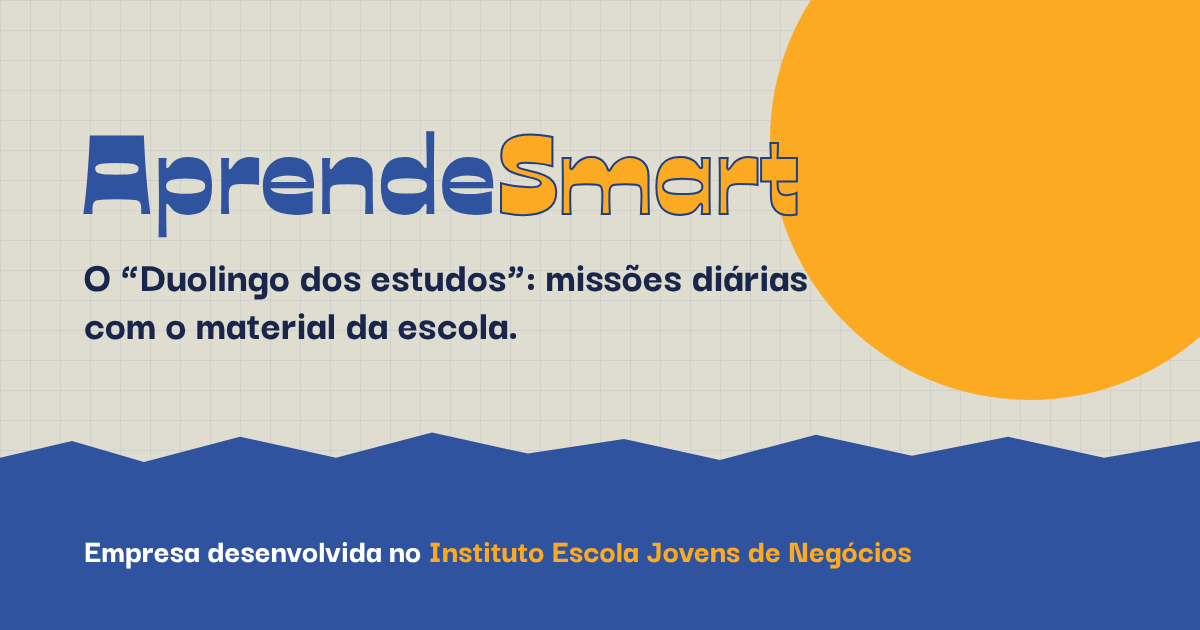 AprendeSmart
O “Duolingo dos estudos”: missões diárias
com o material da escola.
Empresa desenvolvida no Instituto Escola Jovens de Negócios